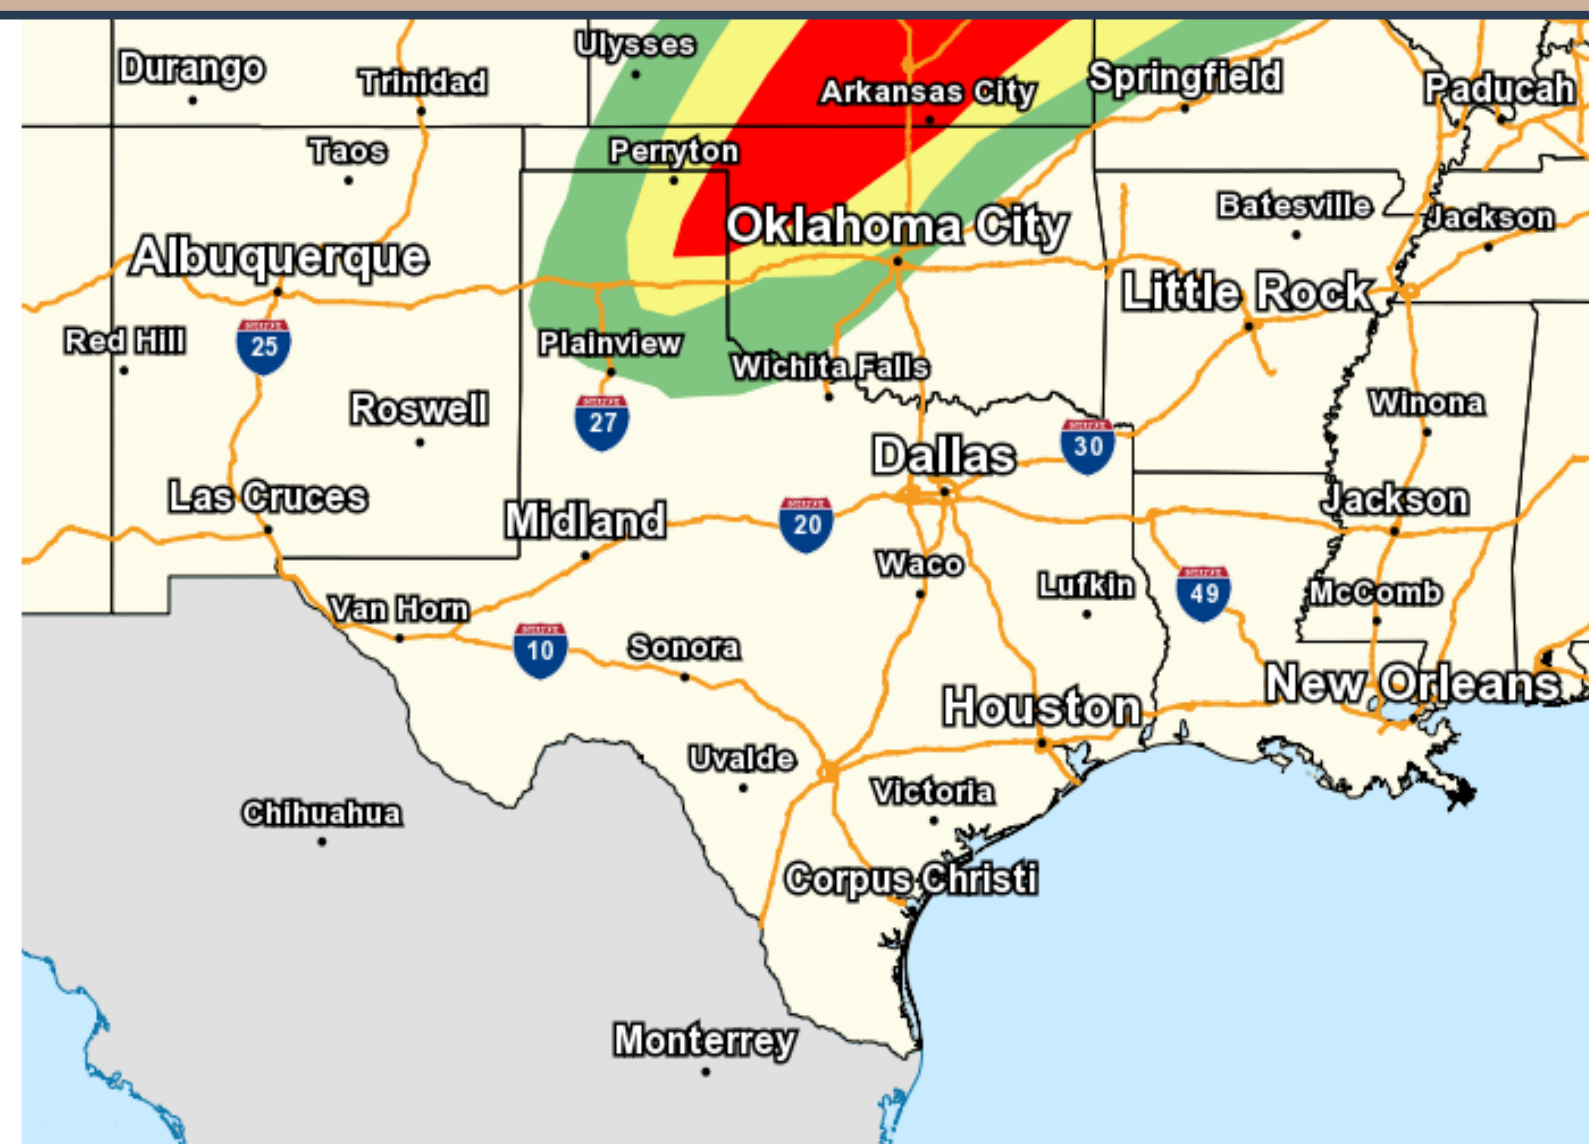 Ulysses
Durango
Trinidad
Arkansas City
Springfield
Paducah
Taos
Perryton
Batesville
Jackson
Oklahoma City
Albuquerque
Little Rock
Red Hill
25
Plainview
Wichita Falls
Roswell
27
Winona
30
Dallas
Las Cruces
Midland
20
Jackson
Waco
Lufkin
49
McComb
Van Horn
10
Sonora
New Orleans
Houston
Uvalde
Victoria
Chihuahua
Corpus Christi
Monterrey